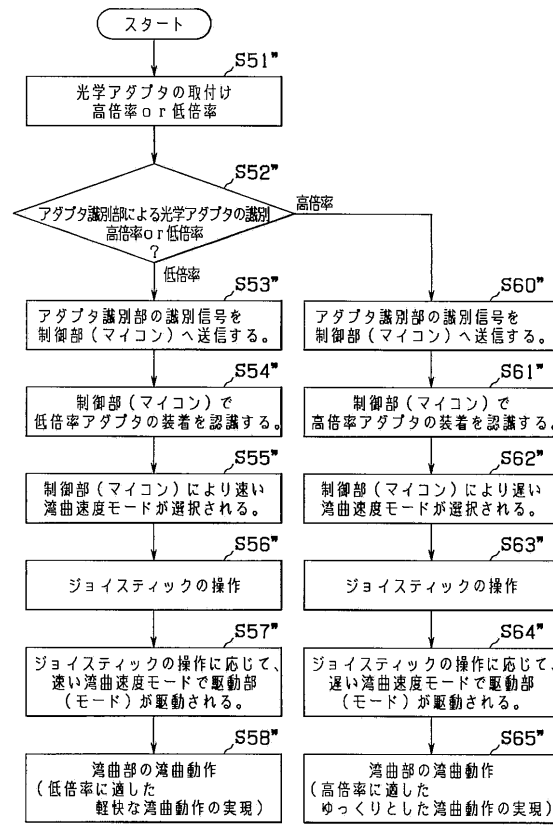 スタート
S51"
光学アダプタの取付け
高倍率or低倍率
S52"
アダプタ識別部による光学アダプタの識別
高倍率or低倍率
?
高倍率
低倍率
S53"
アダプタ識別部の識別信号を
制御部(マイコン)へ送信する。
S54"
制御部(マイコン)で
低倍率アダプタの装着を認識する。
S55"
制御部(マイコン)により速い
湾曲速度モードが選択される。
S56"
ジョイスティックの操作
S57"
ジョイスティックの操作に応じて、
速い湾曲速度モードで駆動部
(モード)が駆動される。
S58"
湾曲部の湾曲動作
(低倍率に適した
軽快な湾曲動作の実現)
S60"
アダプタ識別部の識別信号を
制御部(マイコン)へ送信する。
S61"
制御部(マイコン)で
高倍率アダプタの装着を認識する。
S62"
制御部(マイコン)により遅い
湾曲速度モードが選択される。
S63"
ジョイスティックの操作
S64"
ジョイスティックの操作に応じて、
遅い湾曲速度モードで駆動部
(モード)が駆動される。
S65"
湾曲部の湾曲動作
(高倍率に適した
ゆっくりとした湾曲動作の実現)